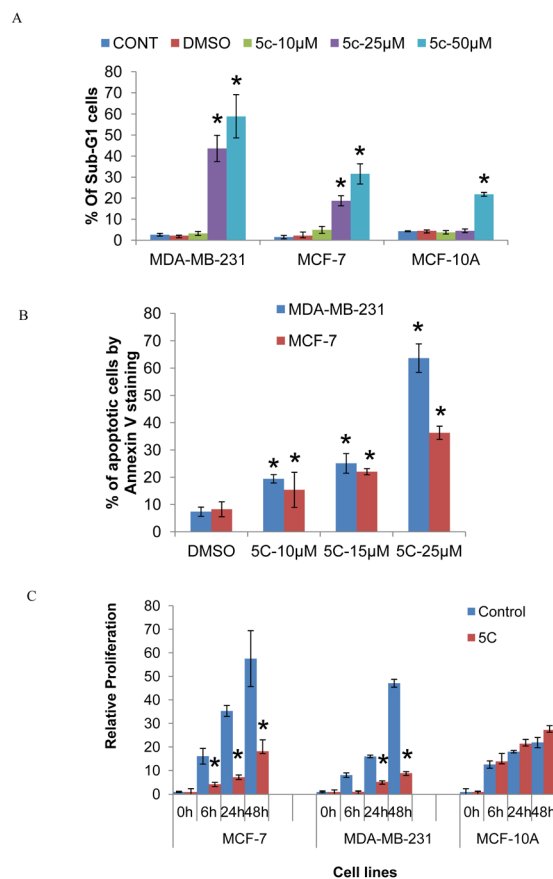 A
CONT DMSO 5c-10µM 5c-25µM 5c-50µM
% Of Sub-G1 cells
80
70
60
50
40
30
20
10
0
* * * * *
MDA-MB-231 MCF-7 MCF-10A
B
MDA-MB-231
MCF-7
% of apoptotic cells by
Annexin V staining
80
70
60
50
40
30
20
10
0
* * * * * *
DMSO 5C-10µM 5C-15µM 5C-25µM
C
Control
5C
Relative Proliferation
80
70
60
50
40
30
20
10
0
* * * * *
0h 6h 24h 48h 0h 6h 24h 48h 0h 6h 24h 48h
MCF-7 MDA-MB-231 MCF-10A
Cell lines